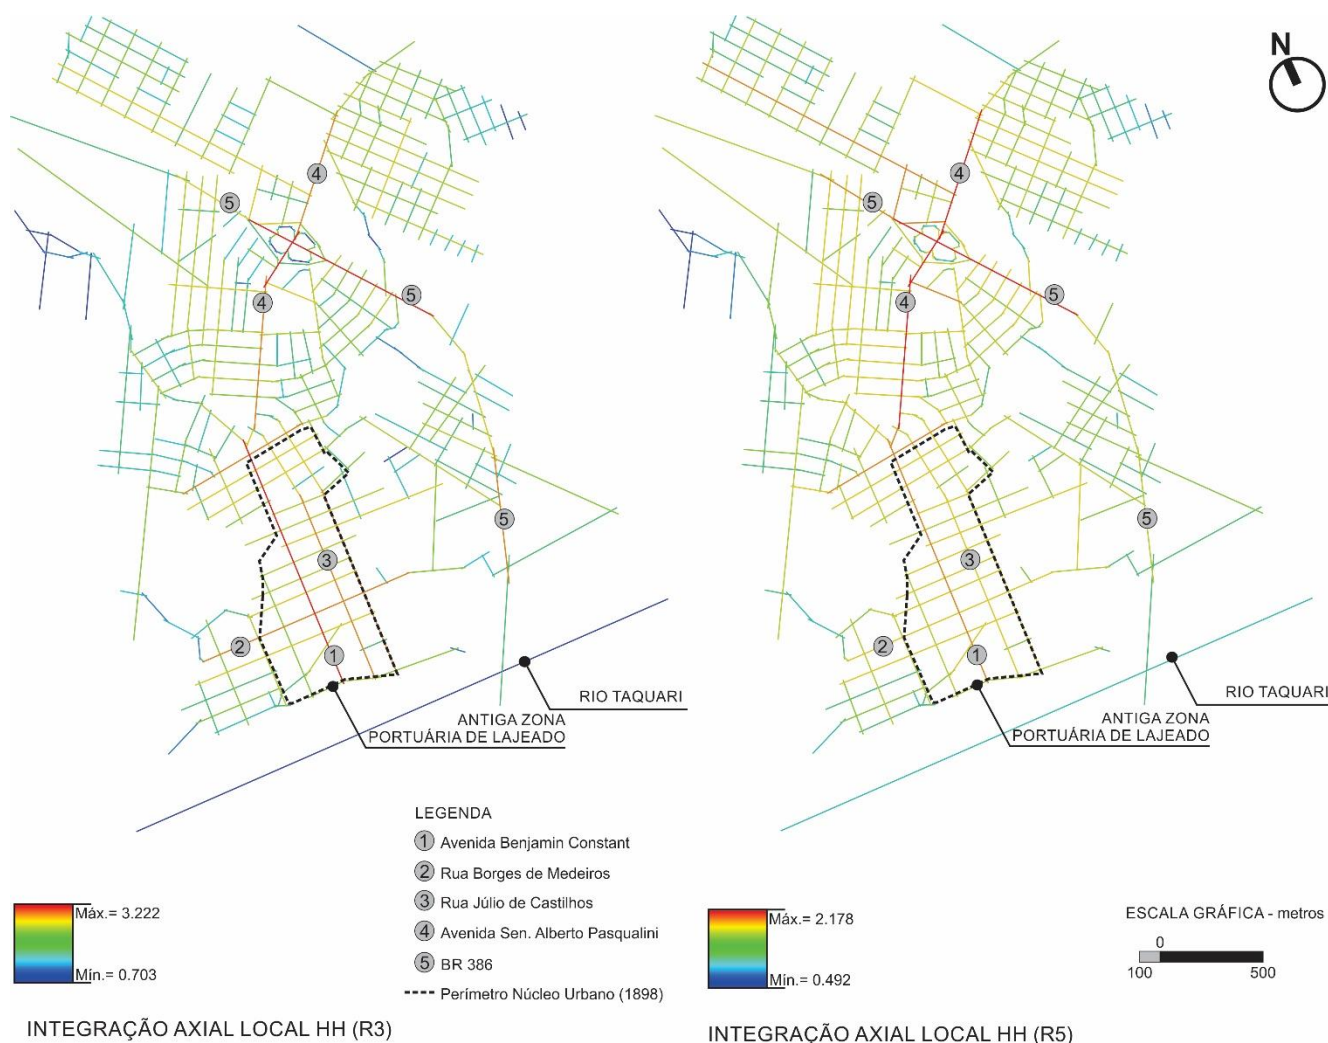 N
4
5
4
5
5
3
2
1
RIO TAQUARI
ANTIGA ZONA
PORTUÁRIA DE LAJEADO
4
5
4
5
5
3
2
1
RIO TAQUARI
ANTIGA ZONA
PORTUÁRIA DE LAJEADO
LEGENDA
1 Avenida Benjamin Constant
2 Rua Borges de Medeiros
3 Rua Júlio de Castilhos
4 Avenida Sen. Alberto Pasqualini
5 BR 386
Perímetro Núcleo Urbano (1898)
Máx.= 3.222
Mín.= 0.703
INTEGRAÇÃO AXIAL LOCAL HH (R3)
Máx.= 2.178
Mín.= 0.492
INTEGRAÇÃO AXIAL LOCAL HH (R5)
ESCALA GRÁFICA - metros
0
100 500